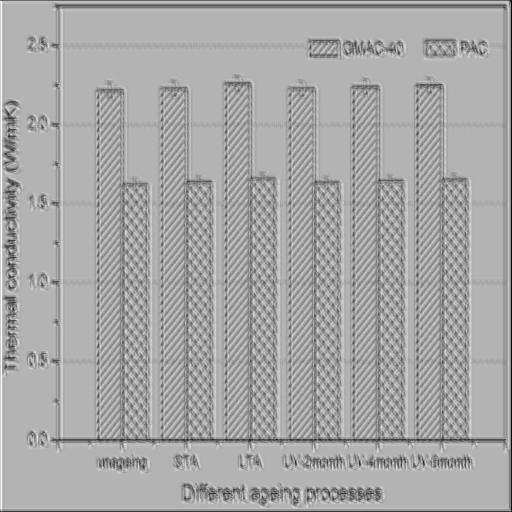 Thermal conductivity (W/mK)
2.5
2.0
1.5
1.0
0.5
0.0
GMAC-40 PAC
unageing STA LTA UV-2month UV-4month UV-6month
Different ageing processes